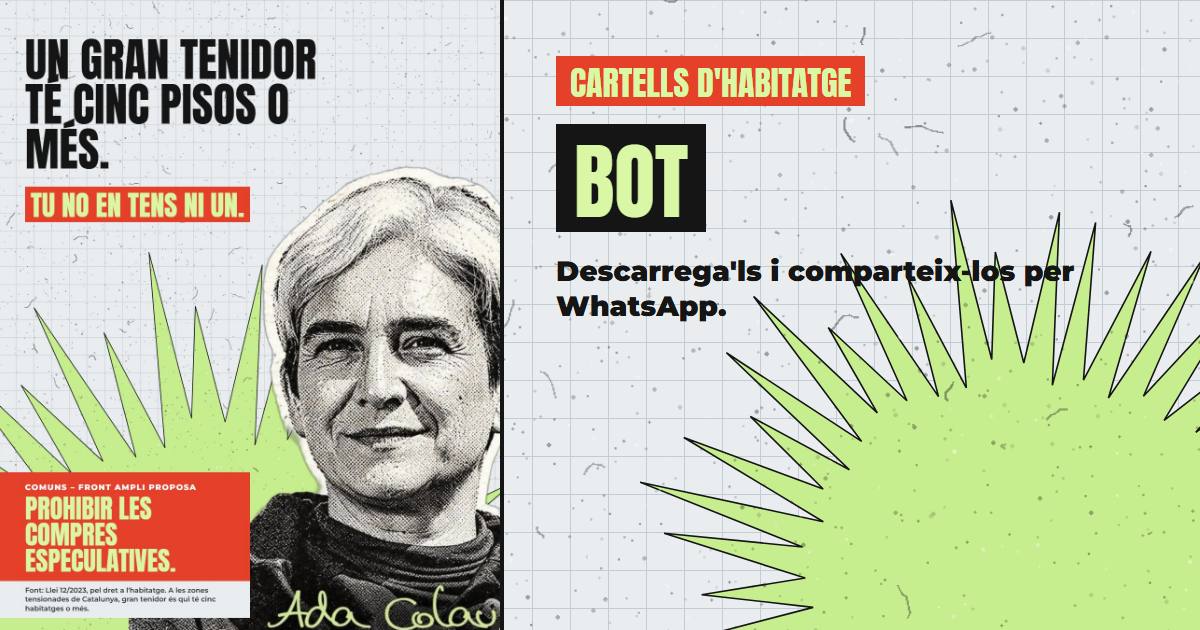 UN GRAN TENIDOR
TÉ CINC PISOS O
MÉS.
TU NO EN TENS NI UN.
COMUNS – FRONT AMPLI PROPOSA
PROHIBIR LES
COMPRES
ESPECULATIVES.
Font: Llei 12/2023, pel dret a l'habitatge. A les zones
tensionades de Catalunya, gran tenidor és qui té cinc
habitatges o més.
Ada Colau
CARTELLS D'HABITATGE
BOT
Descarrega'ls i comparteix-los per
WhatsApp.